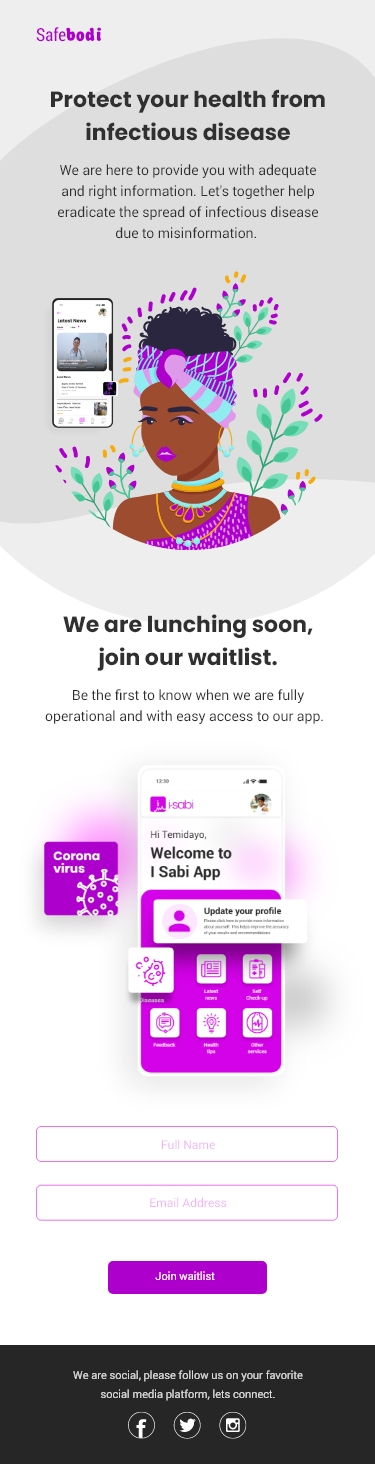 Safebodi
Protect your health from
infectious disease
We are here to provide you with adequate
and right information. Let's together help
eradicate the spread of infectious disease
due to misinformation.
Latest News
We are lunching soon,
join our waitlist.
Be the first to know when we are fully
operational and with easy access to our app.
13:30
i-sabi
Hi Temidayo,
Welcome to
I Sabi App
Corona
virus
Update your profile
Please click here to provide more information
about yourself. This helps improve the accuracy
of your results and recommendations
Diseases
Latest
news
Self
Check-up
Feedback
Health
tips
Other
services
Full Name
Email Address
Join waitlist
We are social, please follow us on your favorite
social media platform, lets connect.